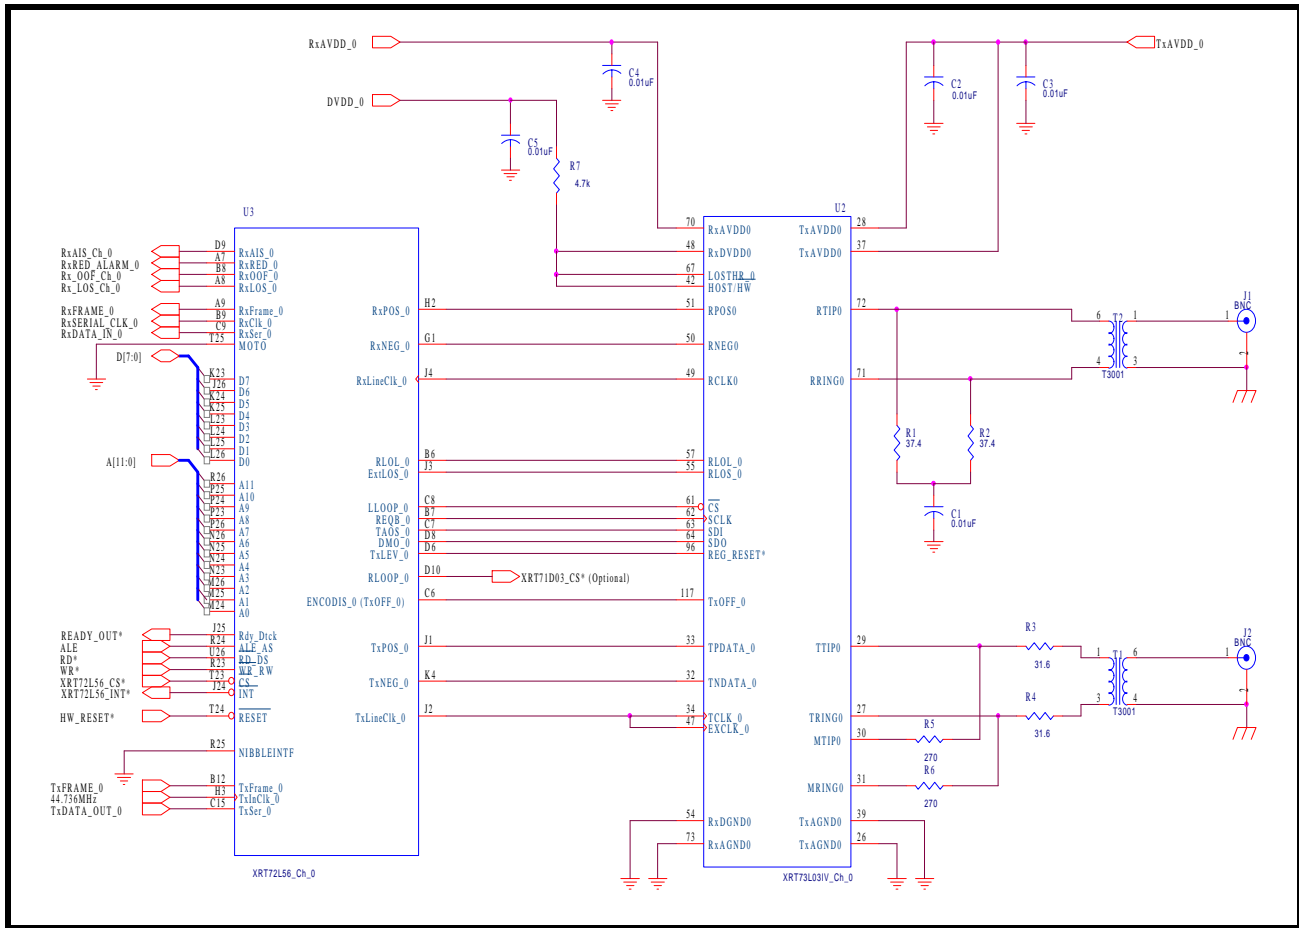 RxAVDD_0
TxAVDD_0
C4
0.01uF
C2
0.01uF
C3
0.01uF
DVDD_0
C5
0.01uF
R7
4.7k
U3
U2
RxAIS_Ch_0
RxRED_ALARM_0
Rx_OOF_Ch_0
Rx_LOS_Ch_0
RxFRAME_0
RxSERIAL_CLK_0
RxDATA_IN_0
D[7:0]
A[11:0]
READY_OUT*
ALE
RD*
WR*
XRT72L56_CS*
XRT72L56_INT*
HW_RESET*
TxFRAME_0
44.736MHz
TxDATA_OUT_0
D9 RxAIS_0
A7 RxRED_0
B8 RxOOF_0
A8 RxLOS_0
A9 RxFrame_0
B9 RxClk_0
C9 RxSer_0
T25 MOTO
K23 D7
J26 D6
K24 D5
K25 D4
L23 D3
L24 D2
L25 D1
L26 D0
R26 A11
P25 A10
P24 A9
P23 A8
P26 A7
N26 A6
N25 A5
N24 A4
N23 A3
M26 A2
M25 A1
M24 A0
J25 Rdy_Dtck
R24 ALE_AS
U26 RD_DS
R23 WR_RW
T23 CS
J24 INT
T24 RESET
R25 NIBBLEINTF
B12 TxFrame_0
H3 TxInClk_0
C15 TxSer_0
RxPOS_0 H2
RxNEG_0 G1
RxLineClk_0 J4
RLOL_0 B6
ExtLOS_0 J3
LLOOP_0 C8
REQB_0 B7
TAOS_0 C7
DMO_0 D8
TxLEV_0 D6
RLOOP_0 D10
XRT71D03_CS* (Optional)
ENCODIS_0 (TxOFF_0) C6
TxPOS_0 J1
TxNEG_0 K4
TxLineClk_0 J2
XRT72L56_Ch_0
70 RxAVDD0
48 RxDVDD0
67 LOSTHR_0
42 HOST/HW
51 RPOS0
50 RNEG0
49 RCLK0
57 RLOL_0
55 RLOS_0
61 CS
62 SCLK
63 SDI
64 SDO
96 REG_RESET*
117 TxOFF_0
33 TPDATA_0
32 TNDATA_0
34 TCLK_0
47 EXCLK_0
54 RxDGND0
73 RxAGND0
TxAVDD0 28
TxAVDD0 37
RTIP0 72
RRING0 71
TTIP0 29
TRING0 27
MTIP0 30
MRING0 31
TxAGND0 39
TxAGND0 26
XRT73L03IV_Ch_0
R1
37.4
R2
37.4
C1
0.01uF
T2
6 1
4 3
T3001
J1
BNC
1
2
R3
31.6
R4
31.6
R5
270
R6
270
T1
1 6
3 4
T3001
J2
BNC
1
2